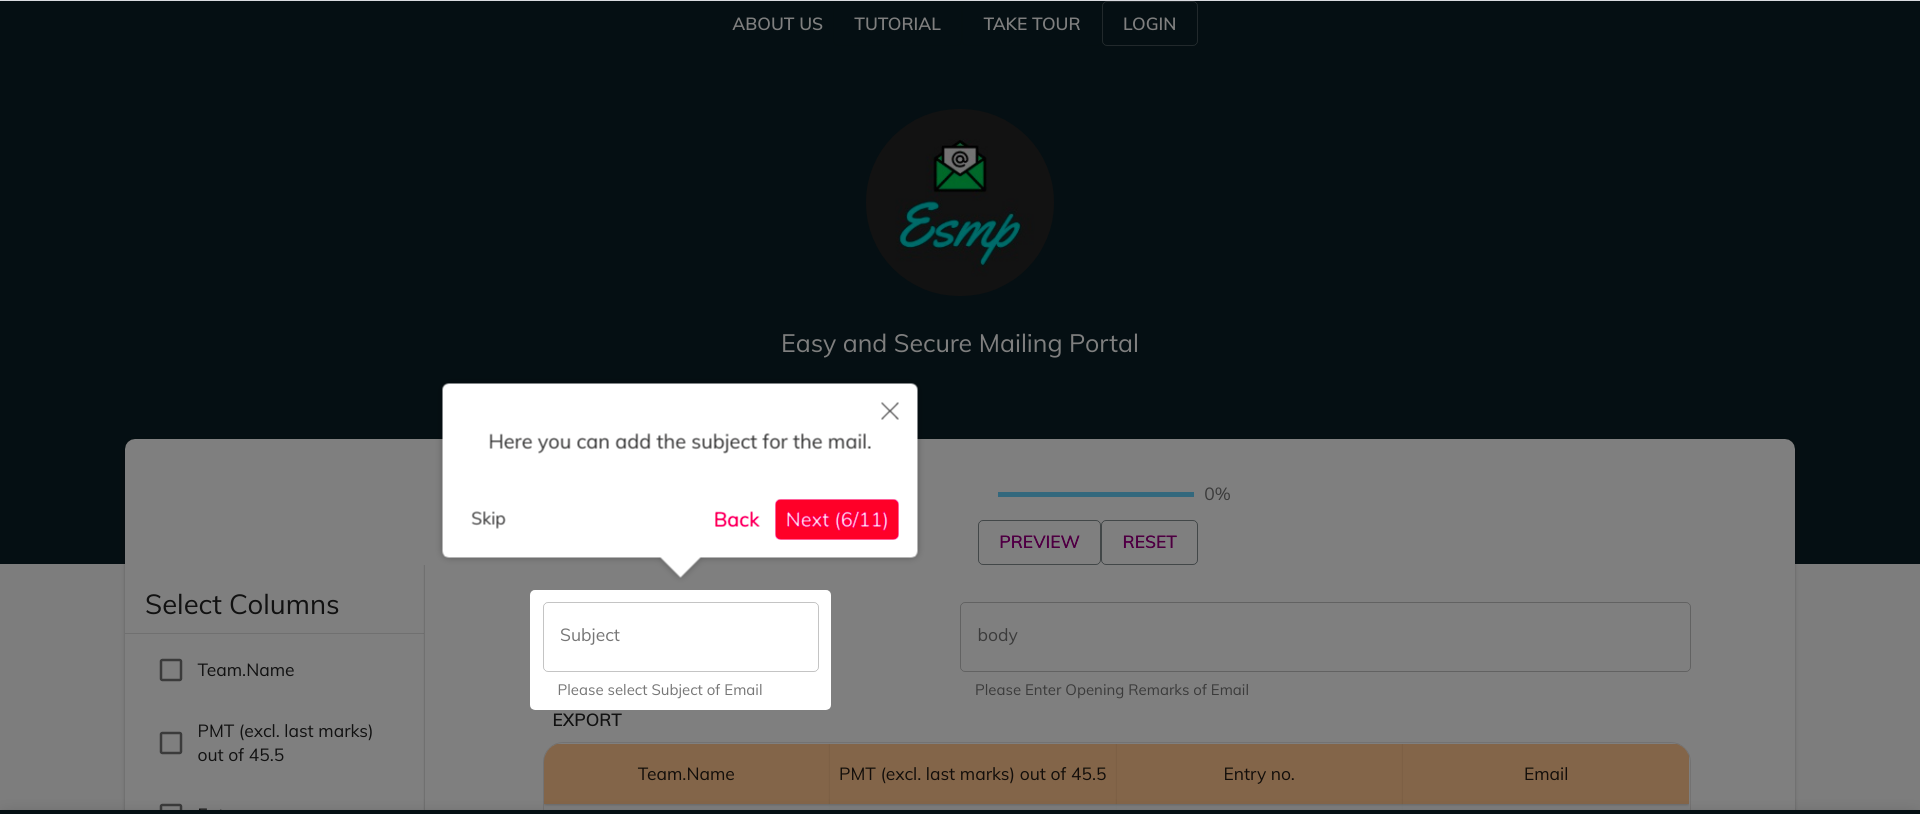 ABOUT US
TUTORIAL
TAKE TOUR
LOGIN
@
Esmp
Easy and Secure Mailing Portal
Here you can add the subject for the mail.
Skip
Back
Next (6/11)
0%
PREVIEW
RESET
Select Columns
Team.Name
PMT (excl. last marks)
out of 45.5
Subject
Please select Subject of Email
body
Please Enter Opening Remarks of Email
EXPORT
Team.Name
PMT (excl. last marks) out of 45.5
Entry no.
Email